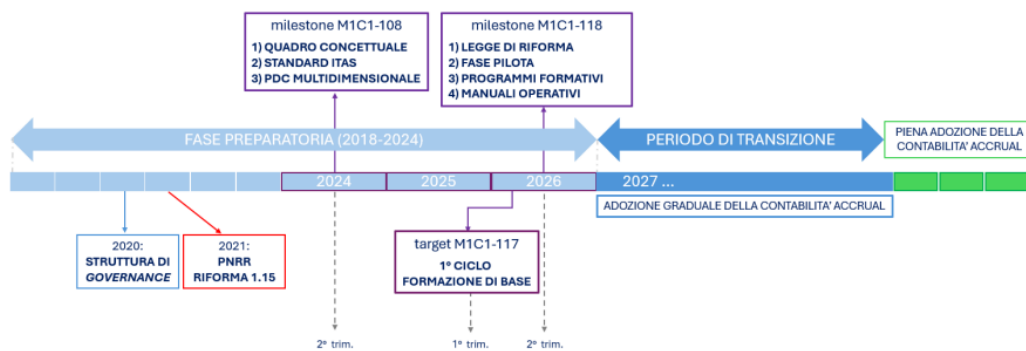 milestone M1C1-108
1) QUADRO CONCETTUALE
2) STANDARD ITAS
3) PDC MULTIDIMENSIONALE
milestone M1C1-118
1) LEGGE DI RIFORMA
2) FASE PILOTA
3) PROGRAMMI FORMATIVI
4) MANUALI OPERATIVI
FASE PREPARATORIA (2018-2024)
PERIODO DI TRANSIZIONE
PIENA ADOZIONE DELLA
CONTABILITA' ACCRUAL
2024
2025
2026
2027 ...
ADOZIONE GRADUALE DELLA CONTABILITA' ACCRUAL
2020:
STRUTTURA DI
GOVERNANCE
2021:
PNRR
RIFORMA 1.15
target M1C1-117
1° CICLO
FORMAZIONE DI BASE
2° trim.
1° trim.
2° trim.